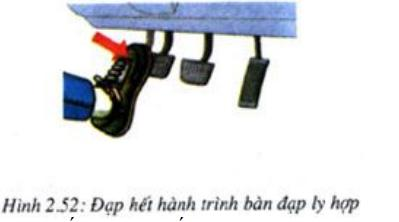 Hình 2.52: Đạp hết hành trình bàn đạp ly hợp